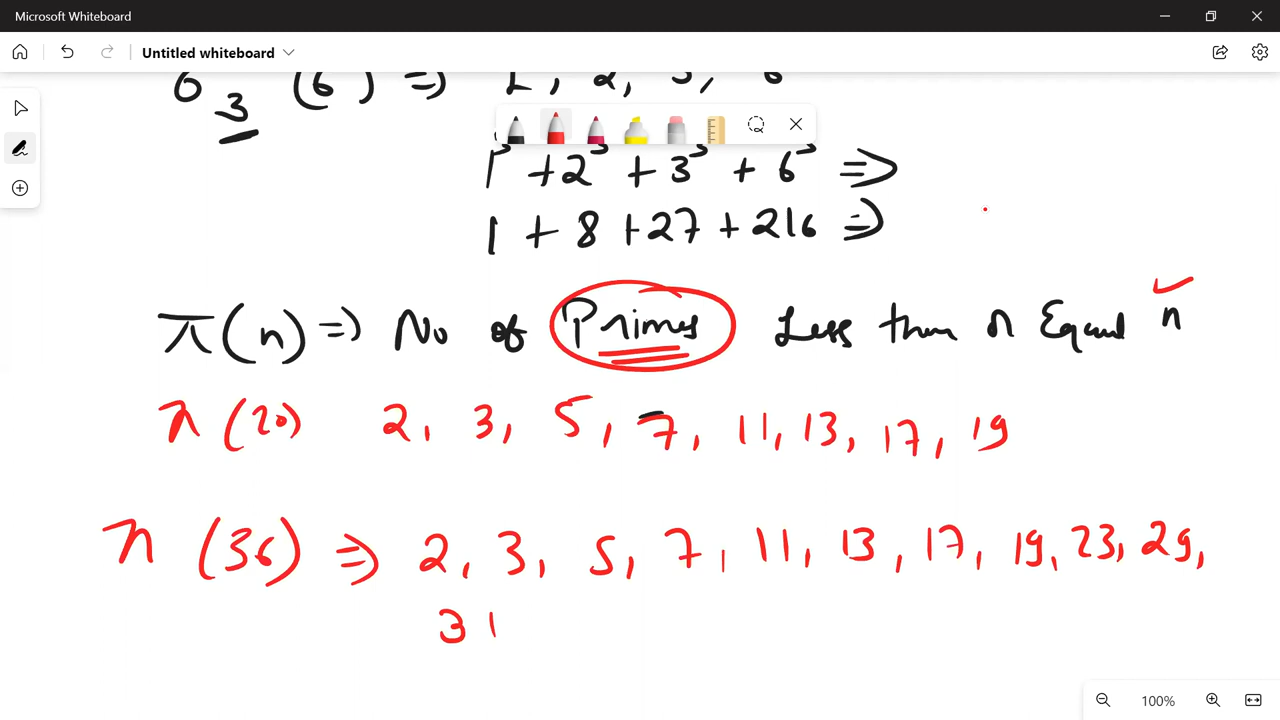 Microsoft Whiteboard
Untitled whiteboard
σ3 (6) => 1, 2, 3, 6
1³ + 2³ + 3³ + 6³ =>
1 + 8 + 27 + 216 =>
π(n) => No of Primes Less than or Equal n
π(20) 2, 3, 5, 7, 11, 13, 17, 19
π (36) => 2, 3, 5, 7, 11, 13, 17, 19, 23, 29,
31
100%